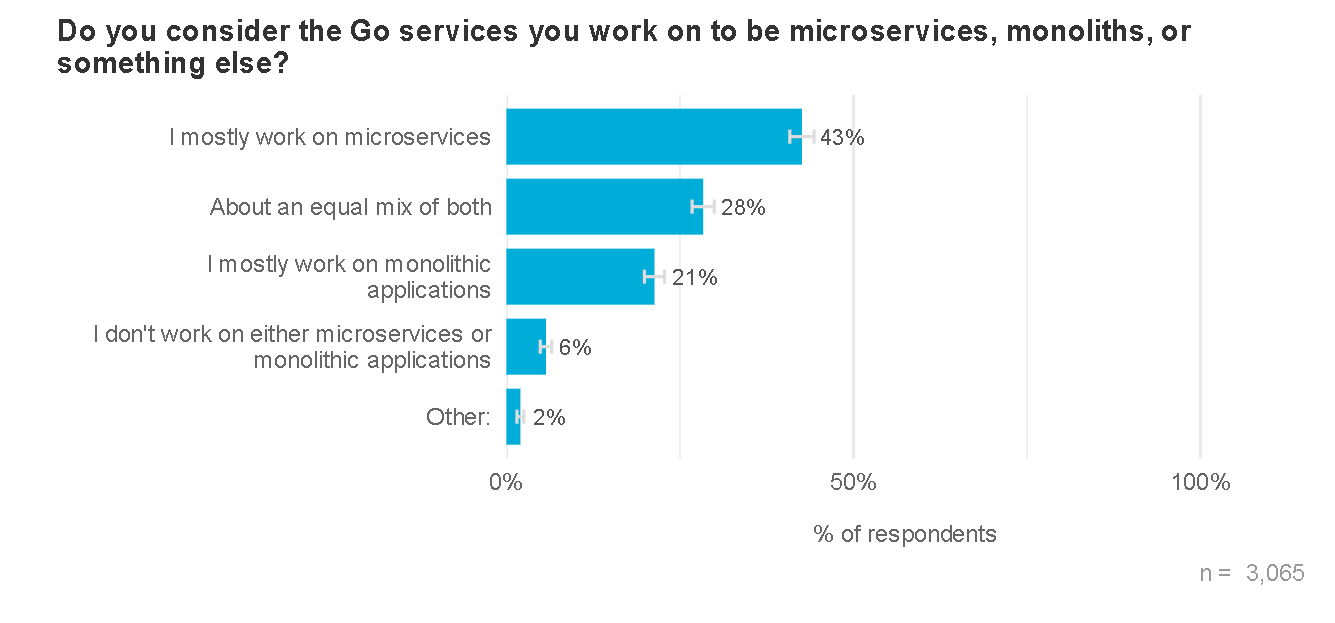 Do you consider the Go services you work on to be microservices, monoliths, or
something else?
I mostly work on microservices
43%
About an equal mix of both
28%
I mostly work on monolithic
applications
21%
I don't work on either microservices or
monolithic applications
6%
Other:
2%
0%
50%
100%
% of respondents
n = 3,065